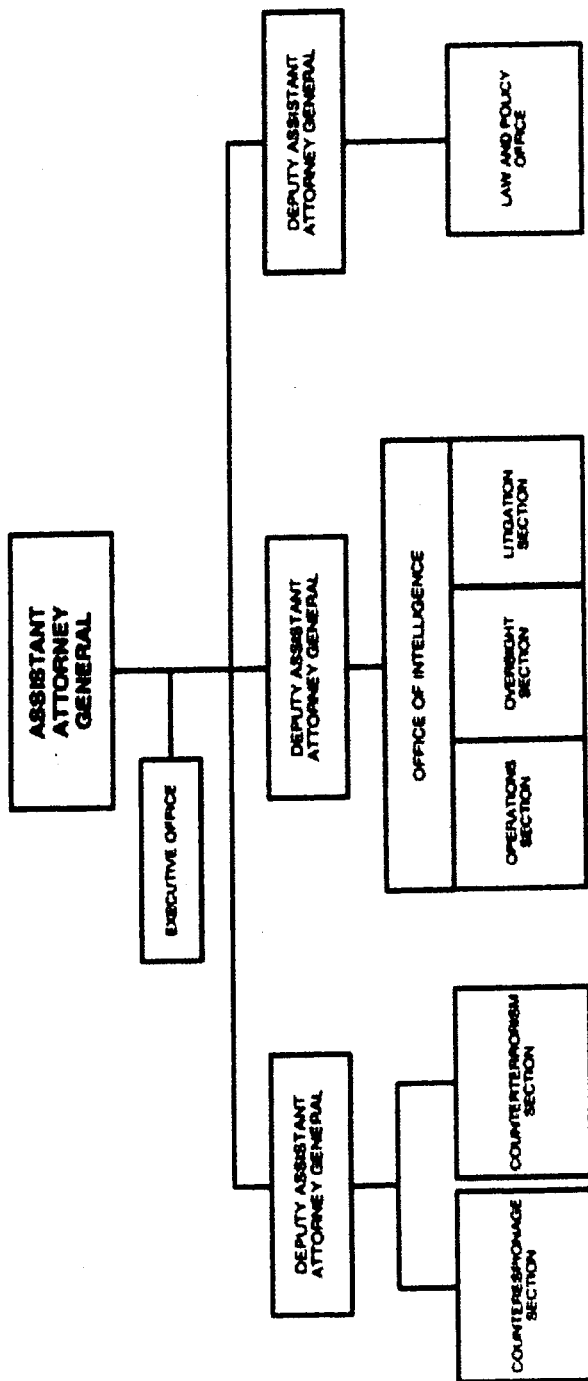 ASSISTANT
ATTORNEY
GENERAL
EXECUTIVE OFFICE
DEPUTY ASSISTANT
ATTORNEY GENERAL
DEPUTY ASSISTANT
ATTORNEY GENERAL
DEPUTY ASSISTANT
ATTORNEY GENERAL
COUNTERESPIONAGE
SECTION
COUNTERTERRORISM
SECTION
OFFICE OF INTELLIGENCE
OPERATIONS
SECTION
OVERSIGHT
SECTION
LITIGATION
SECTION
LAW AND POLICY
OFFICE